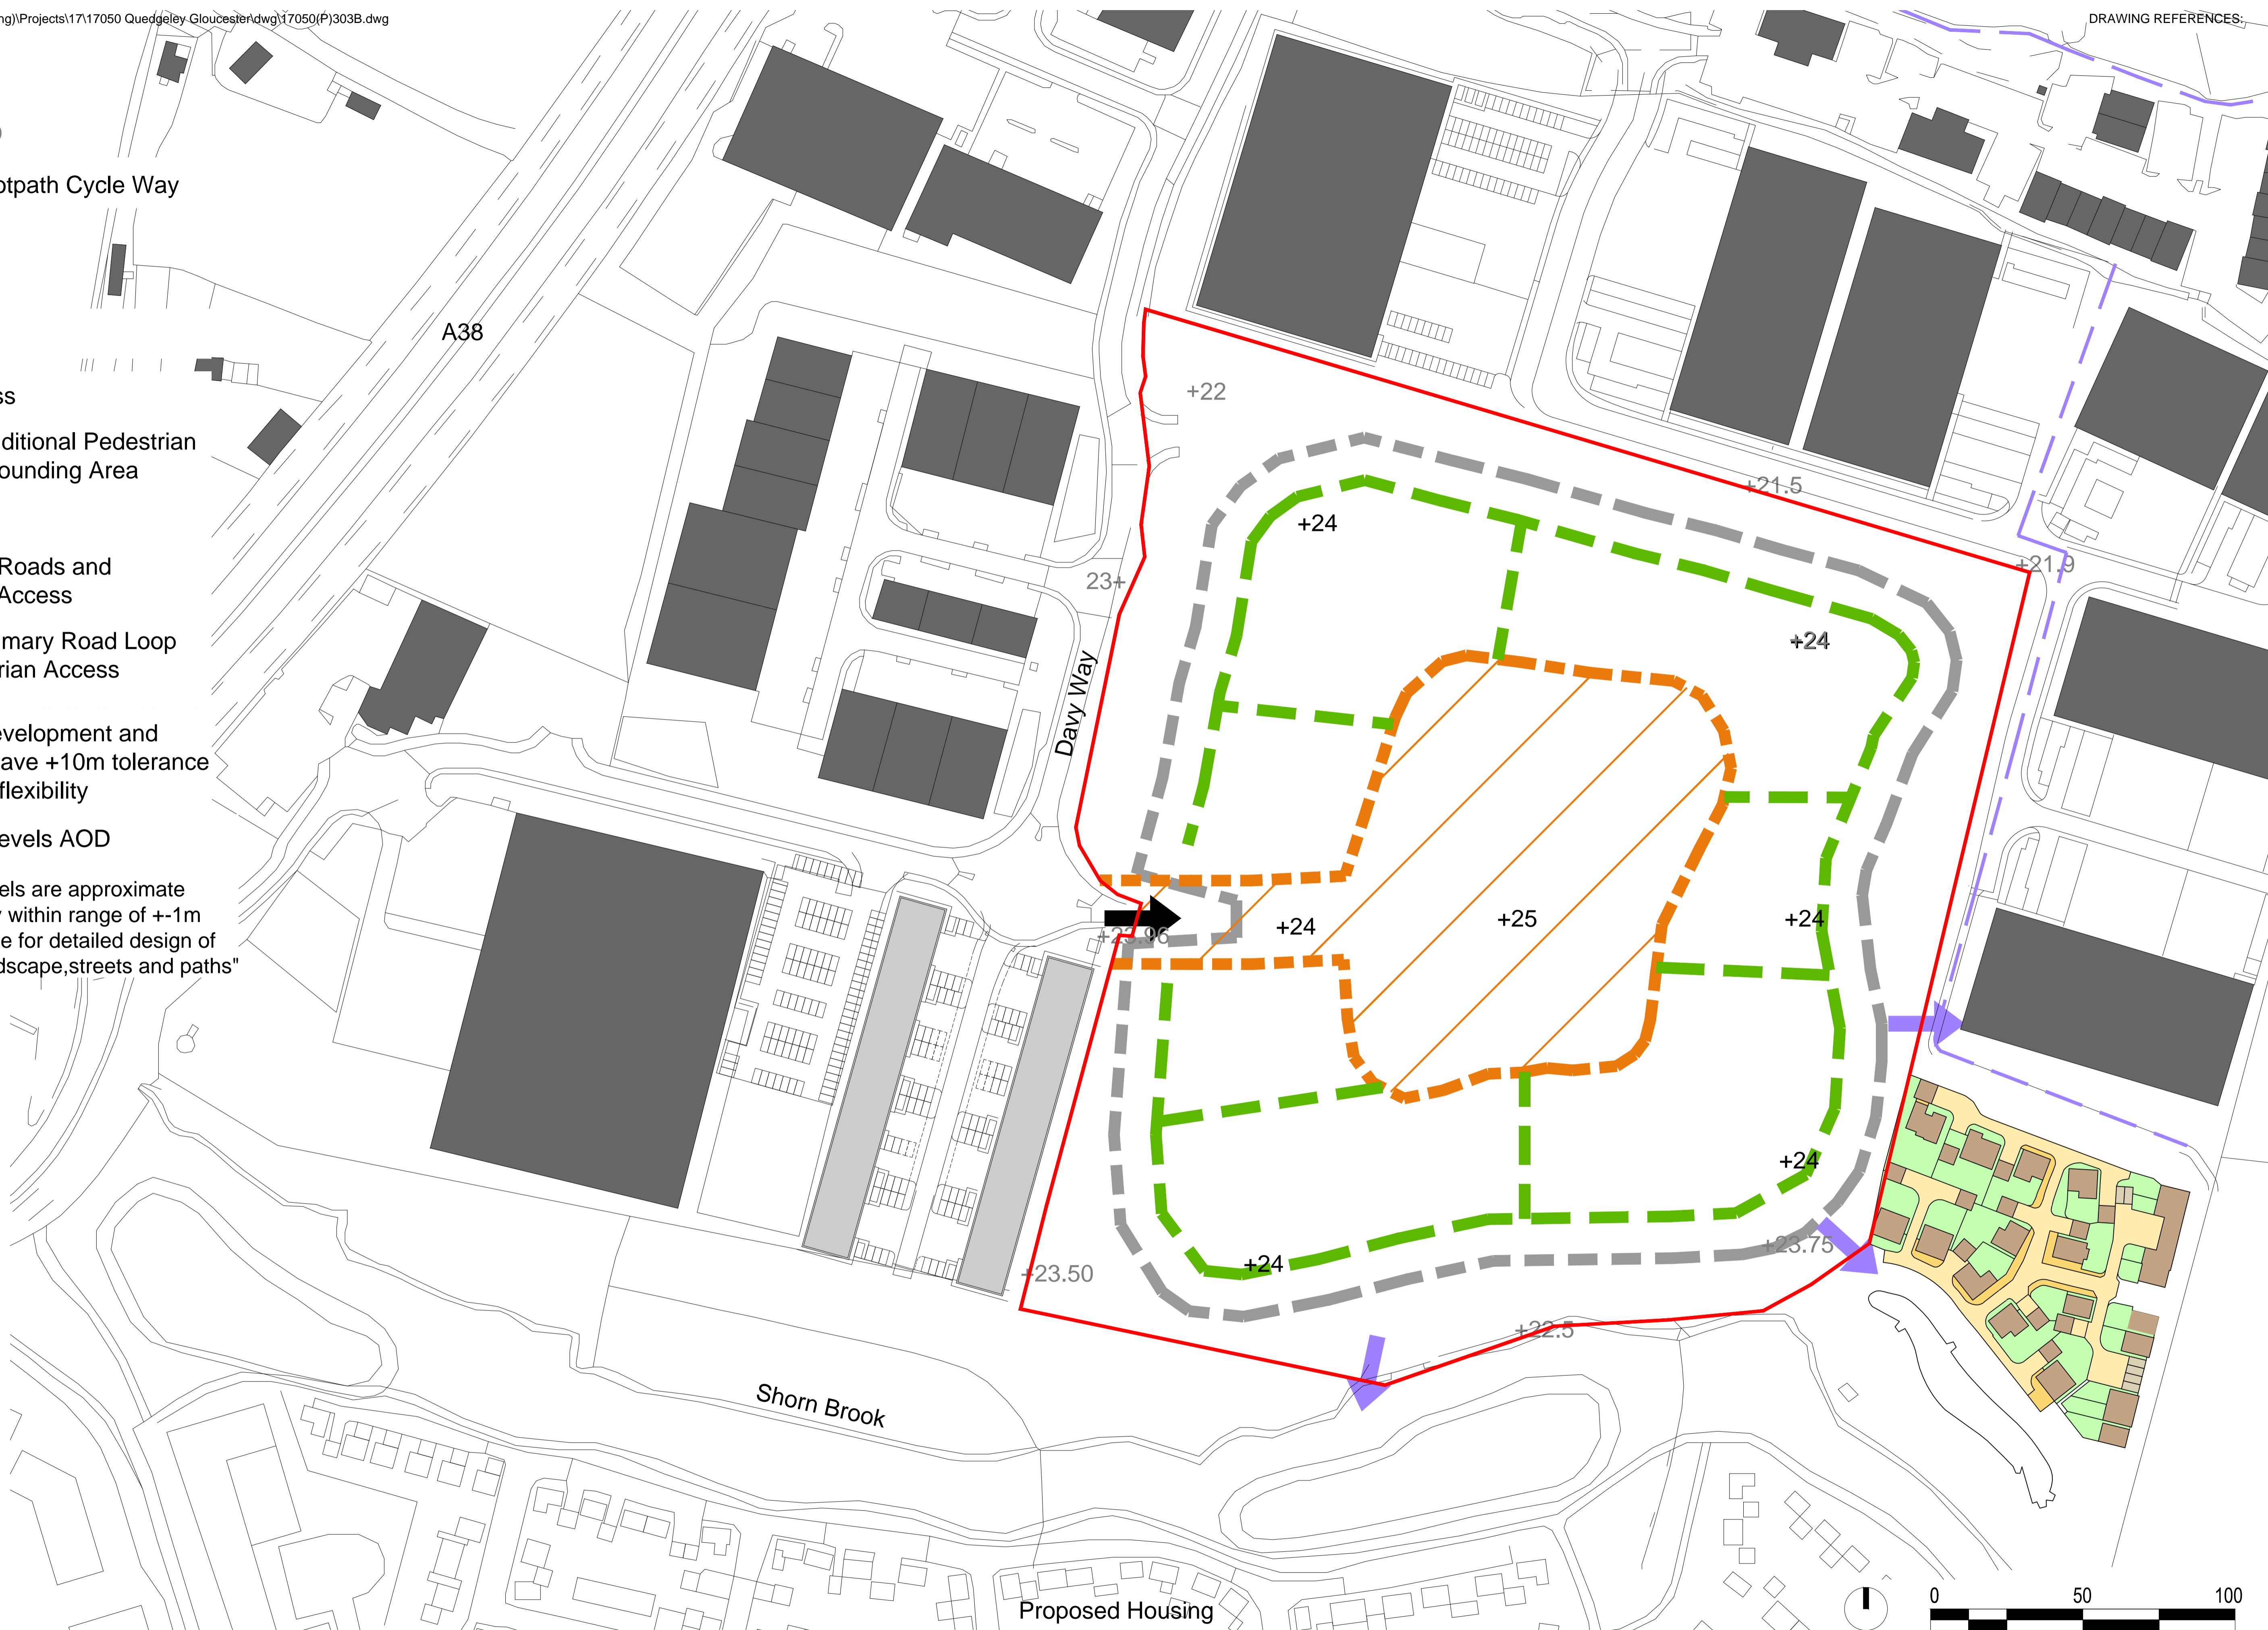 ng)\Projects\17\17050 Quedgeley Gloucester\dwg\17050(P)303B.dwg
DRAWING REFERENCES:
otpath Cycle Way
A38
ss
ditional Pedestrian
ounding Area
Roads and
Access
mary Road Loop
rian Access
evelopment and
ave +10m tolerance
flexibility
evels AOD
els are approximate
y within range of +-1m
e for detailed design of
dscape,streets and paths"
+22
+21.5
+24
+21.9
23+
+24
Davy Way
+25
+24
+24
+23.96
+24
+23.75
+24
+23.50
+22.5
Shorn Brook
Proposed Housing
0 50 100